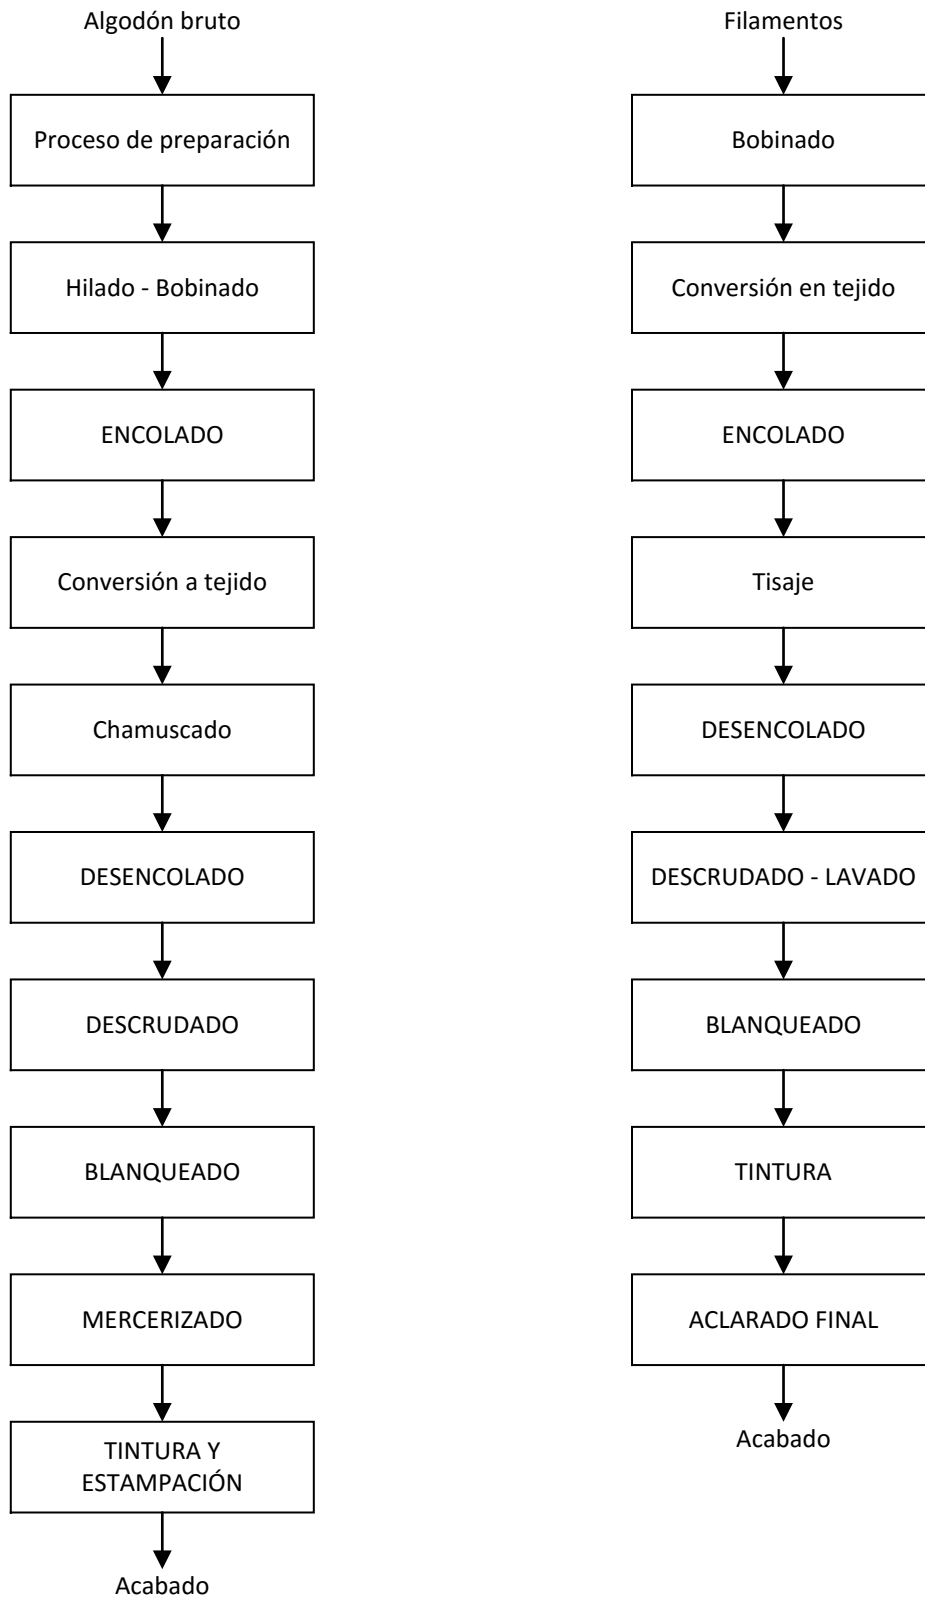 Algodón bruto
Proceso de preparación
Hilado - Bobinado
ENCOLADO
Conversión a tejido
Chamuscado
DESENCOLADO
DESCRUDADO
BLANQUEADO
MERCERIZADO
TINTURA Y
ESTAMPACIÓN
Acabado
Filamentos
Bobinado
Conversión en tejido
ENCOLADO
Tisaje
DESENCOLADO
DESCRUDADO - LAVADO
BLANQUEADO
TINTURA
ACLARADO FINAL
Acabado